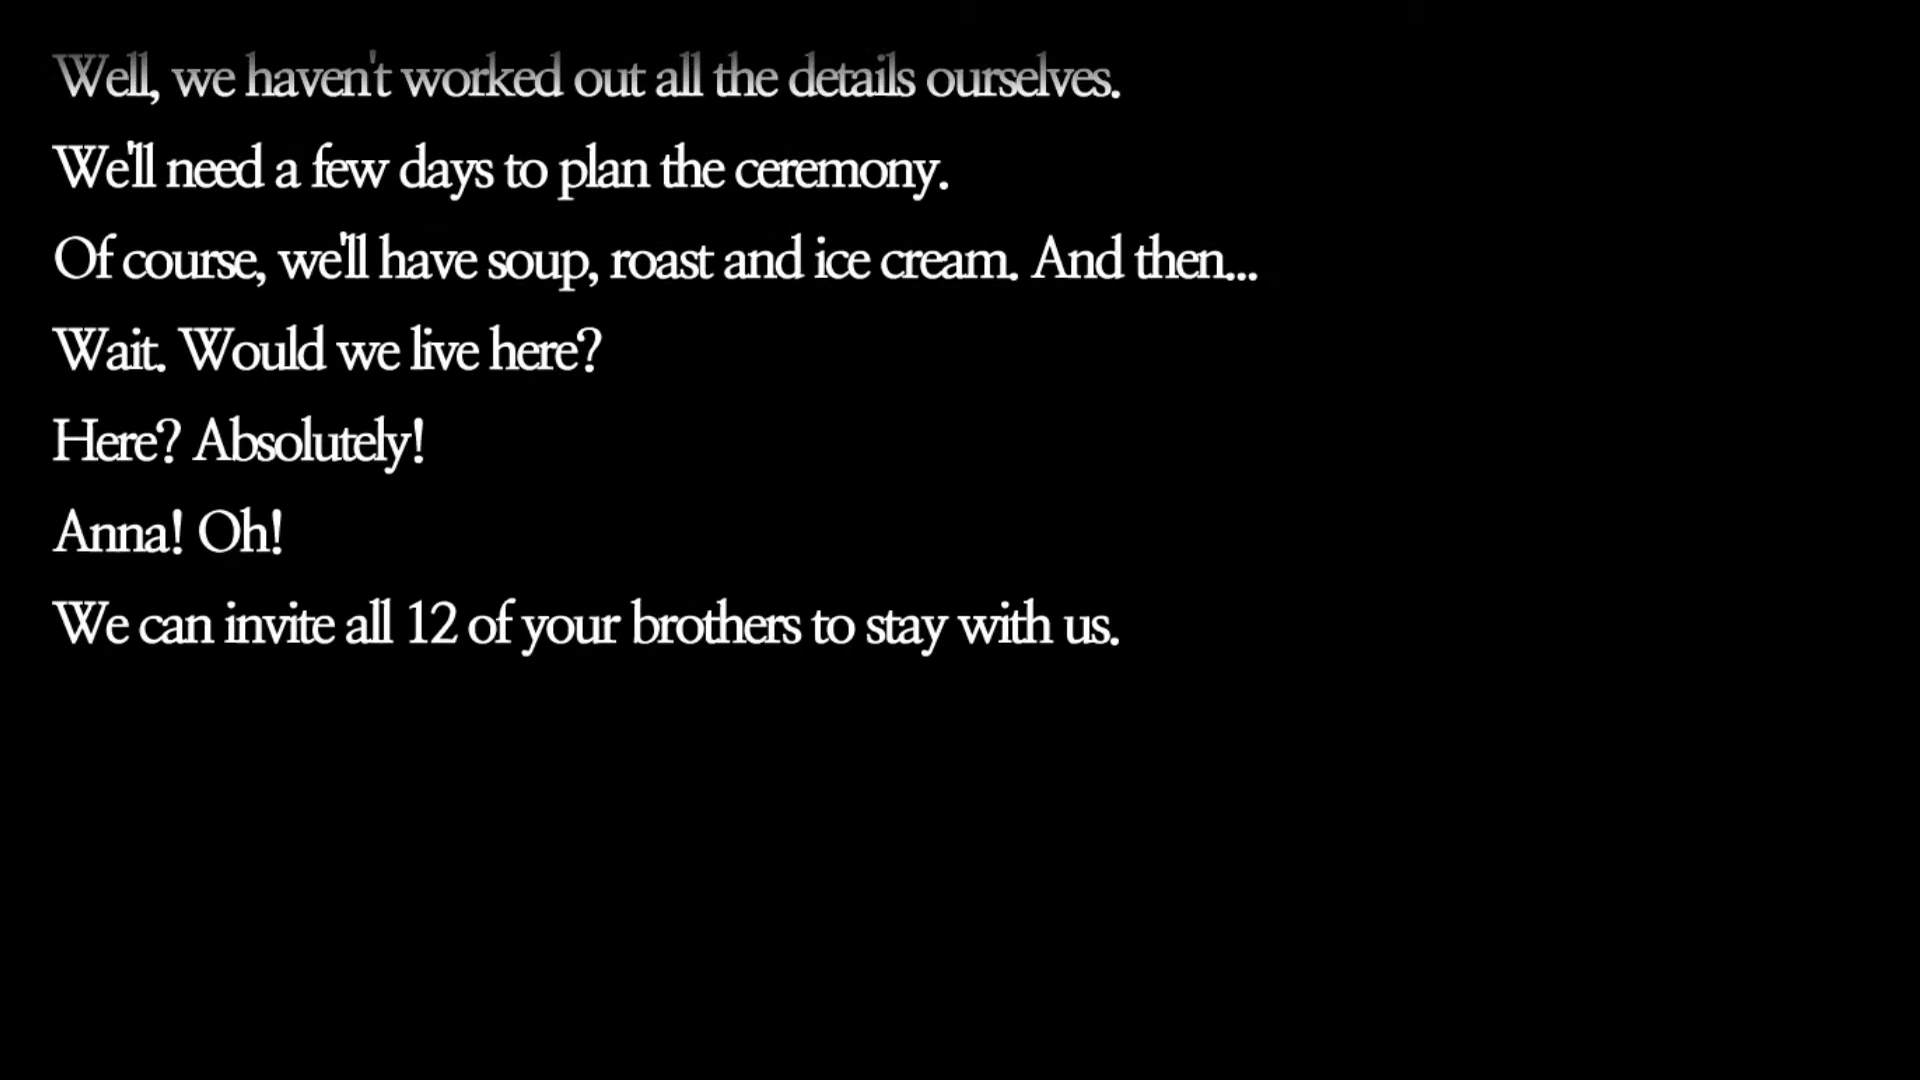 Well, we haven't worked out all the details ourselves.
We'll need a few days to plan the ceremony.
Of course, we'll have soup, roast and ice cream. And then...
Wait. Would we live here?
Here? Absolutely!
Anna! Oh!
We can invite all 12 of your brothers to stay with us.